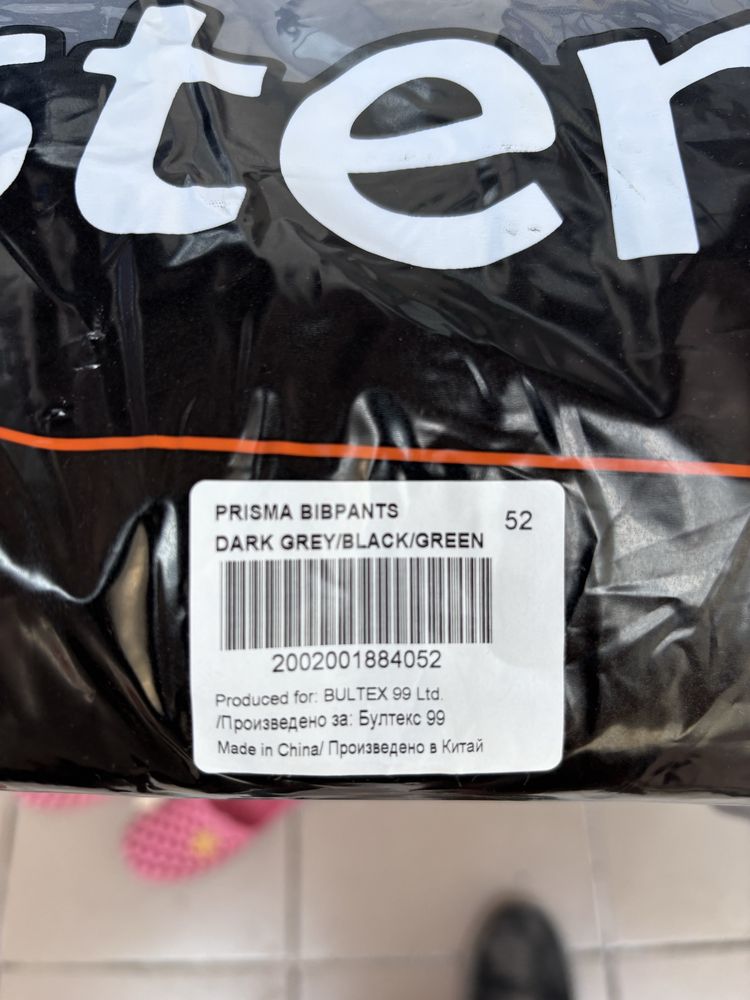 ster
PRISMA BIBPANTS 52
DARK GREY/BLACK/GREEN
2002001884052
Produced for: BULTEX 99 Ltd.
/Произведено за: Бултекс 99
Made in China/ Произведено в Китай